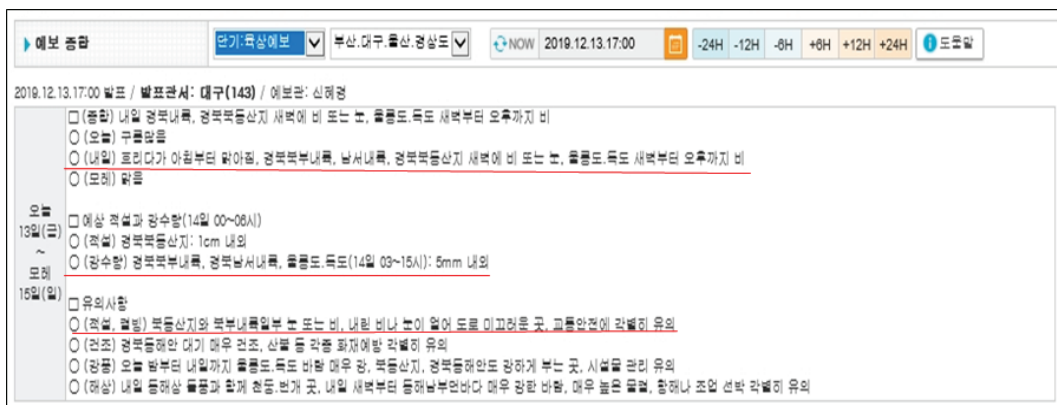 예보 종합 단기:육상예보 부산.대구.울산.경상도 NOW 2019.12.13.17:00 -24H -12H -6H +6H +12H +24H 도움말
2019.12.13.17:00 발표 / 발표관서: 대구(143) / 예보관: 신혜경
□ (종합) 내일 경북내륙, 경북북동산지 새벽에 비 또는 눈, 울릉도.독도 새벽부터 오후까지 비
○ (오늘) 구름많음
○ (내일) 흐리다가 아침부터 맑아짐, 경북북부내륙, 남서내륙, 경북북동산지 새벽에 비 또는 눈, 울릉도.독도 새벽부터 오후까지 비
○ (모레) 맑음
오늘
13일(금)
~
모레
15일(일)
□ 예상 적설과 강수량(14일 00~06시)
○ (적설) 경북북동산지: 1cm 내외
○ (강수량) 경북북부내륙, 경북남서내륙, 울릉도.독도(14일 03~15시): 5mm 내외
□ 유의사항
○ (적설, 결빙) 북동산지와 북부내륙일부 눈 또는 비, 내린 비나 눈이 얼어 도로 미끄러운 곳, 교통안전에 각별히 유의
○ (건조) 경북동해안 대기 매우 건조, 산불 등 각종 화재예방 각별히 유의
○ (강풍) 오늘 밤부터 내일까지 울릉도.독도 바람 매우 강, 북동산지, 경북동해안도 강하게 부는 곳, 시설물 관리 유의
○ (해상) 내일 동해상 돌풍과 함께 천둥.번개 곳, 내일 새벽부터 동해남부먼바다 매우 강한 바람, 매우 높은 물결, 항해나 조업 선박 각별히 유의